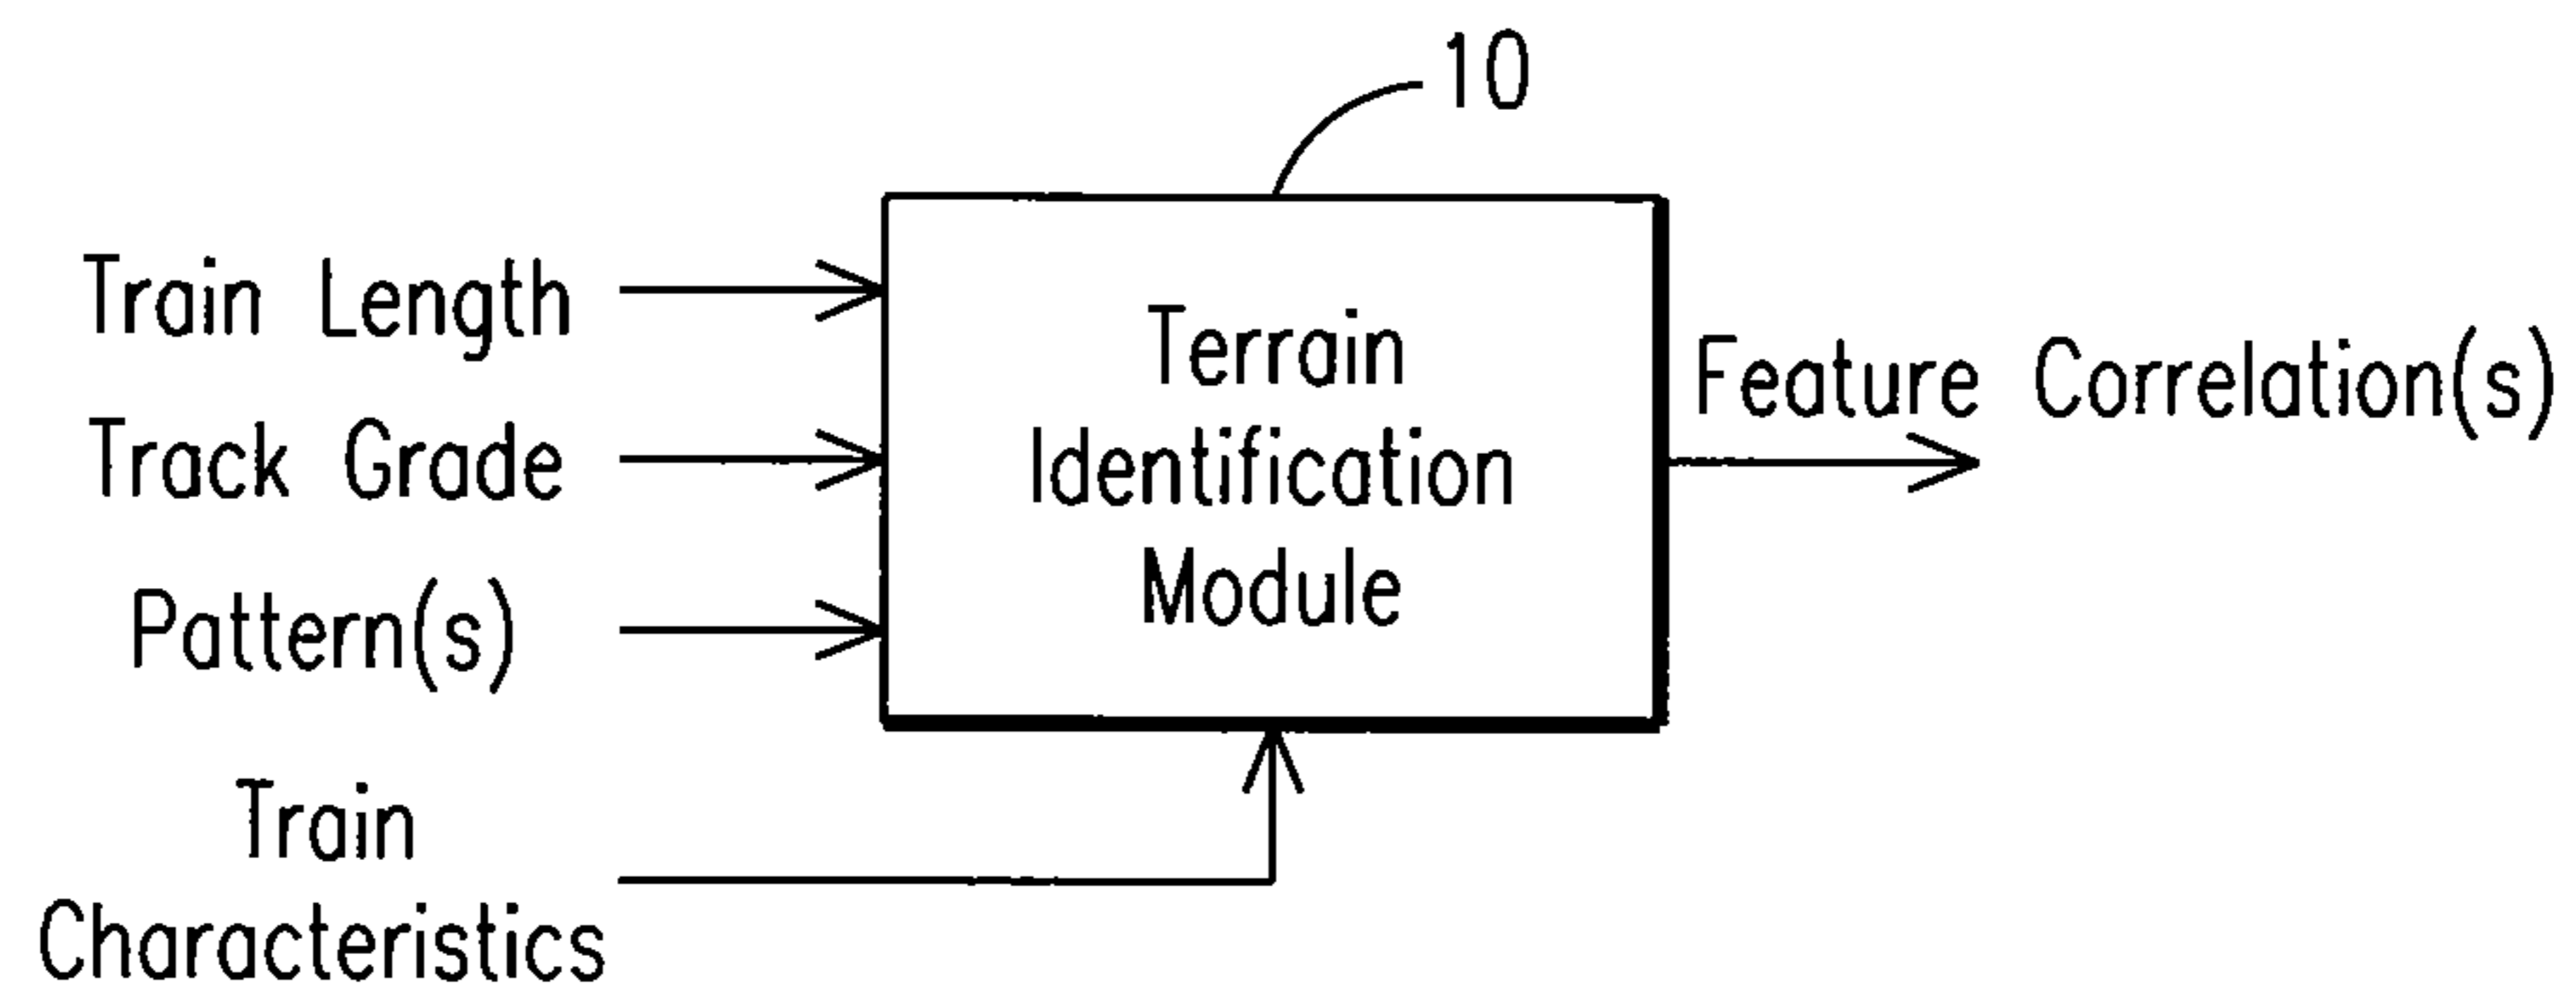 10
Train Length
Track Grade
Pattern(s)
Train
Characteristics
Terrain
Identification
Module
Feature Correlation(s)